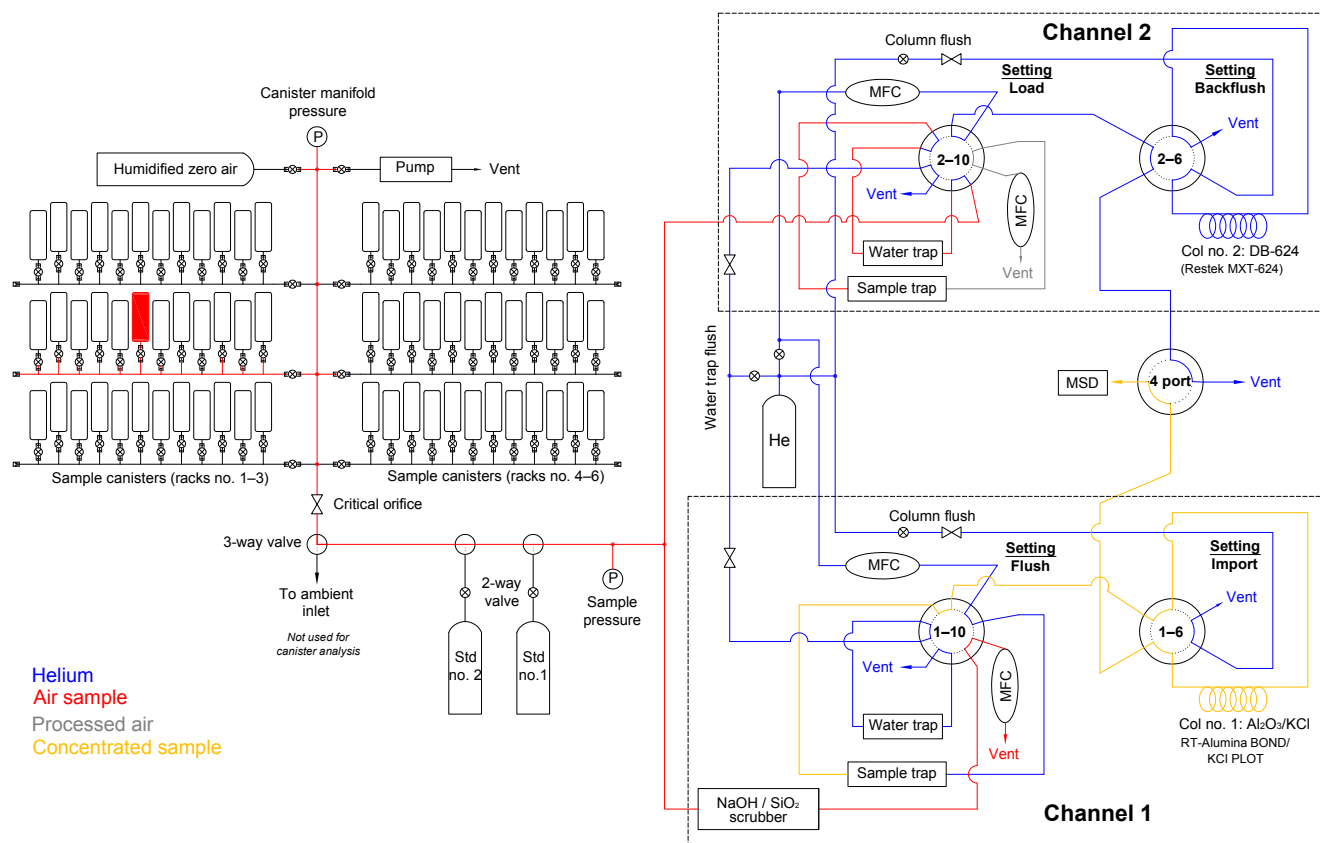 Canister manifold
pressure
P
Humidified zero air
Pump
Vent
Sample canisters (racks no. 1–3)
Sample canisters (racks no. 4–6)
Critical orifice
3-way valve
To ambient
inlet
Not used for
canister analysis
2-way
valve
Std
no. 2
Std
no.1
P
Sample
pressure
Helium
Air sample
Processed air
Concentrated sample
Channel 2
Column flush
MFC
Setting
Load
Setting
Backflush
Vent
2–10
2–6
Vent
MFC
Vent
Water trap
Sample trap
Col no. 2: DB-624
(Restek MXT-624)
Water trap flush
He
MSD
4 port
Vent
Channel 1
Column flush
MFC
Setting
Flush
Setting
Import
Vent
1–10
1–6
Vent
MFC
Vent
Water trap
Sample trap
NaOH / SiO₂
scrubber
Col no. 1: Al₂O₃/KCl
RT-Alumina BOND/
KCl PLOT